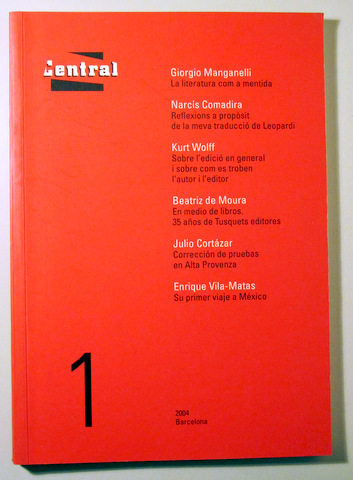 Central
Giorgio Manganelli
La literatura com a mentida
Narcís Comadira
Reflexions a propòsit
de la meva traducció de Leopardi
Kurt Wolff
Sobre l'edició en general
i sobre com es troben
l'autor i l'editor
Beatriz de Moura
En medio de libros.
35 años de Tusquets editores
Julio Cortázar
Corrección de pruebas
en Alta Provenza
Enrique Vila-Matas
Su primer viaje a México
1
2004
Barcelona